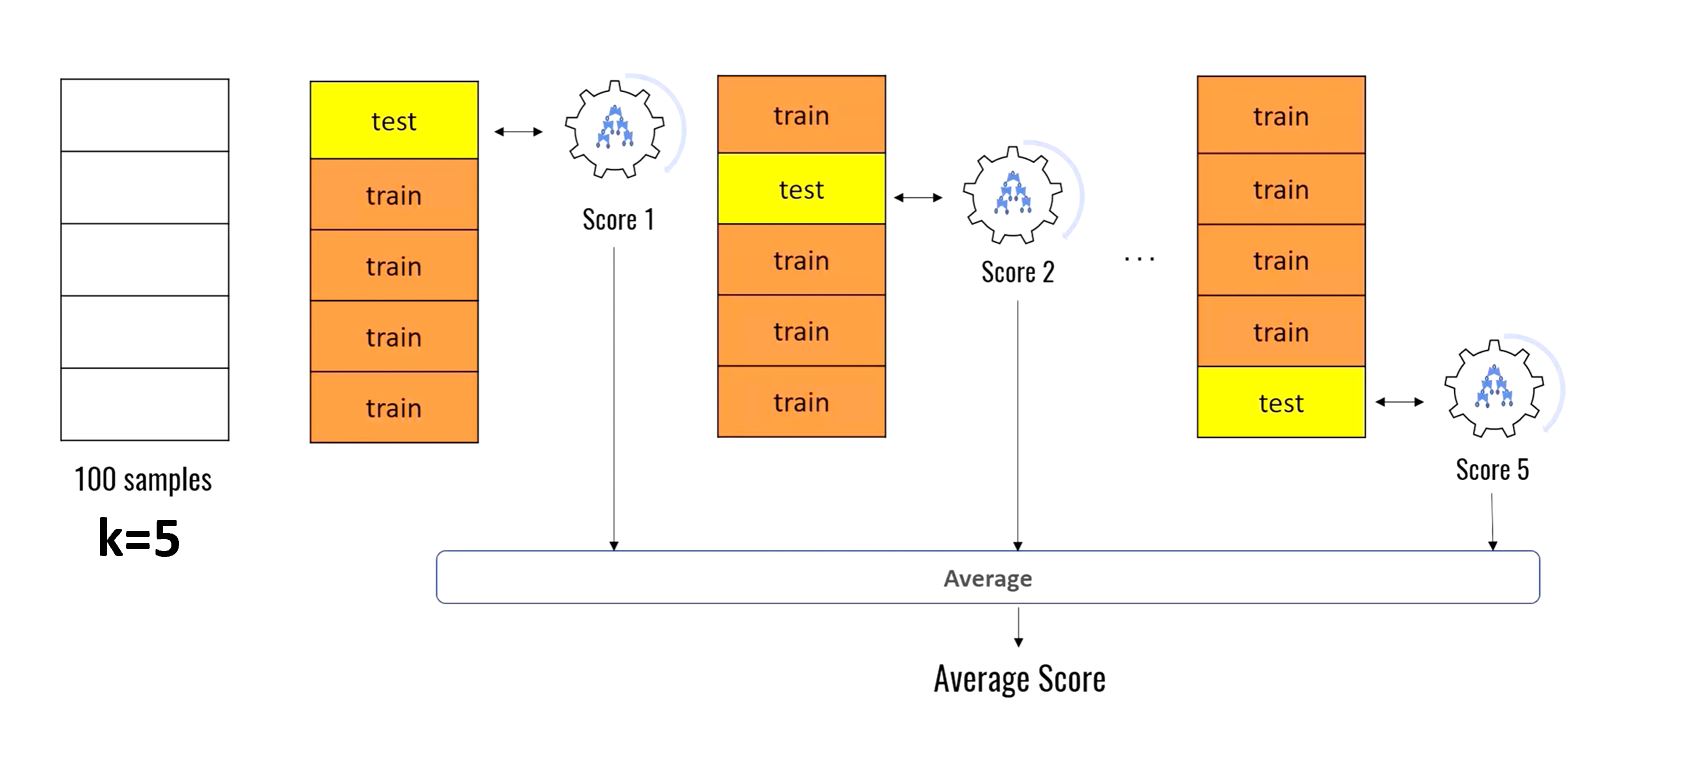 100 samples
k=5
test
train
train
train
train
Score 1
train
test
train
train
train
Score 2
...
train
train
train
train
test
Score 5
Average
Average Score